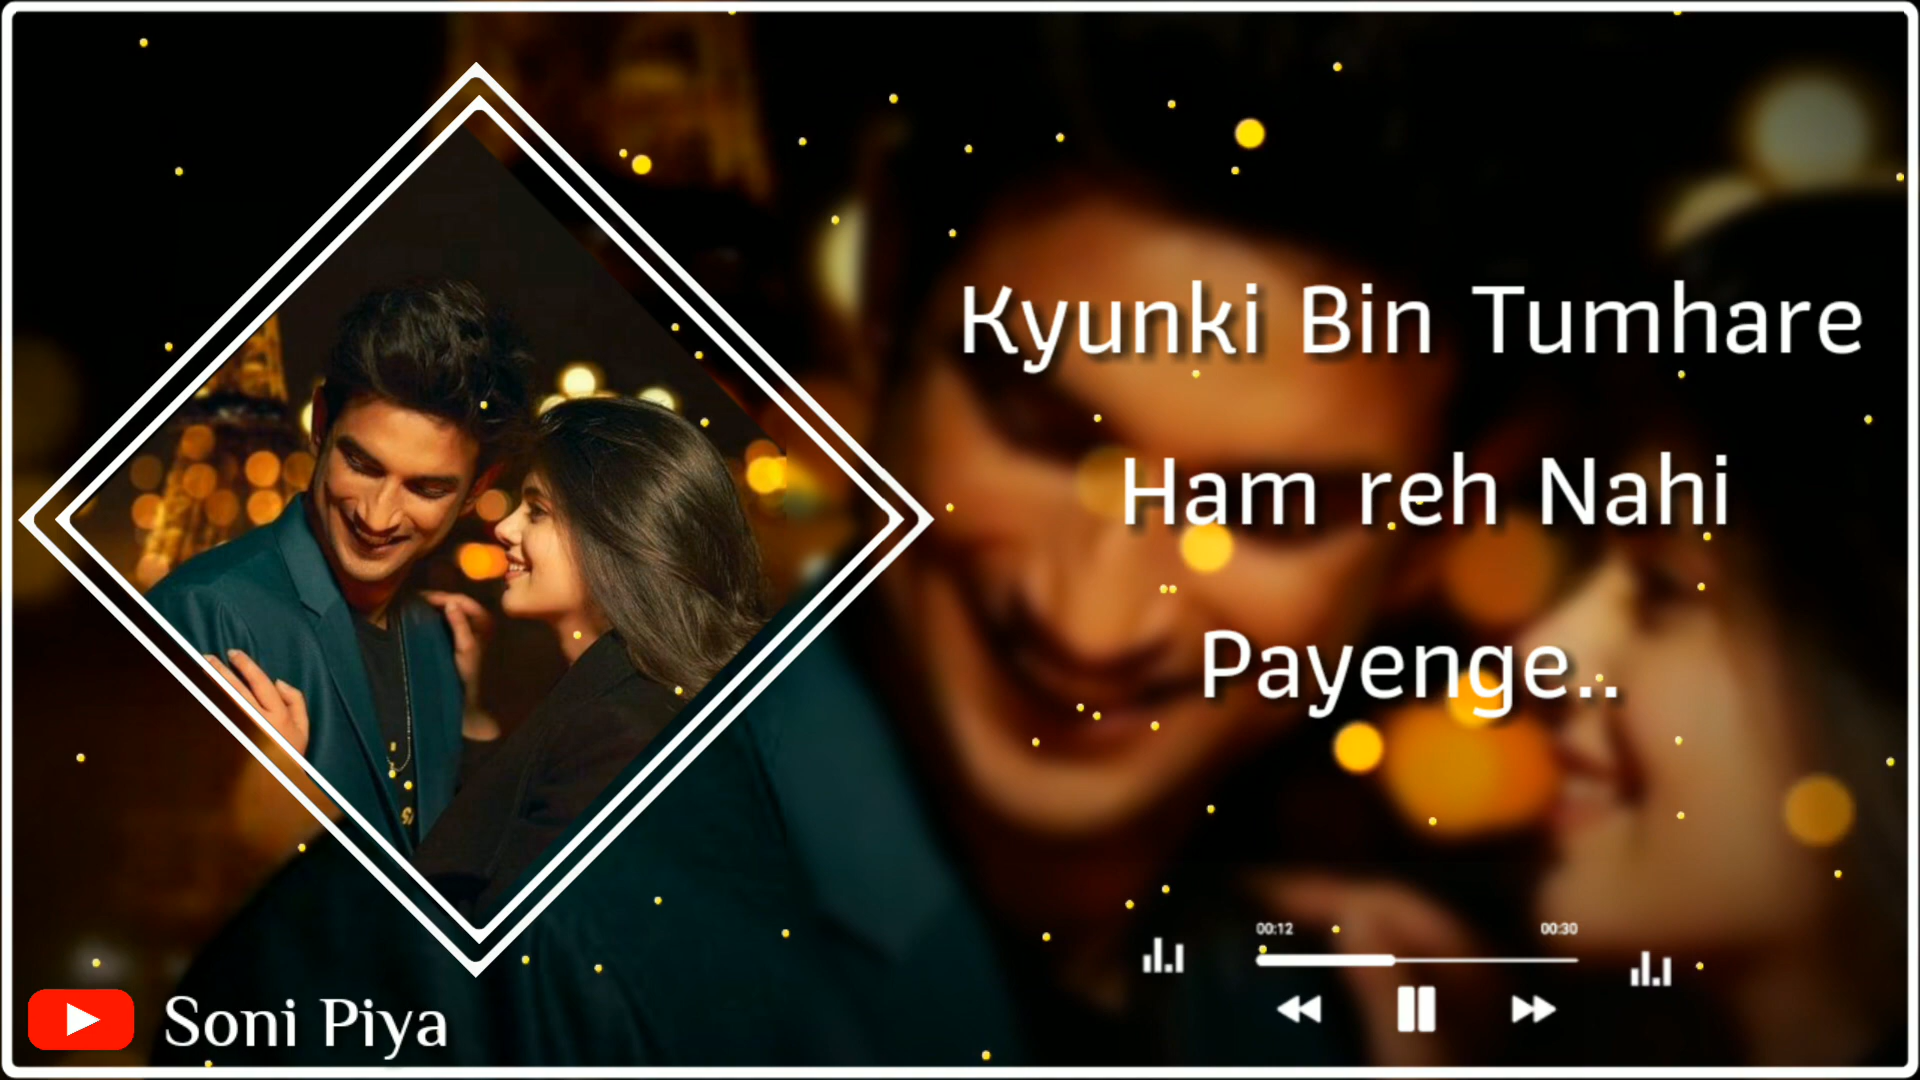 Kyunki Bin Tumhare
Ham reh Nahi
Payenge..
00:12
00:30
Soni Piya